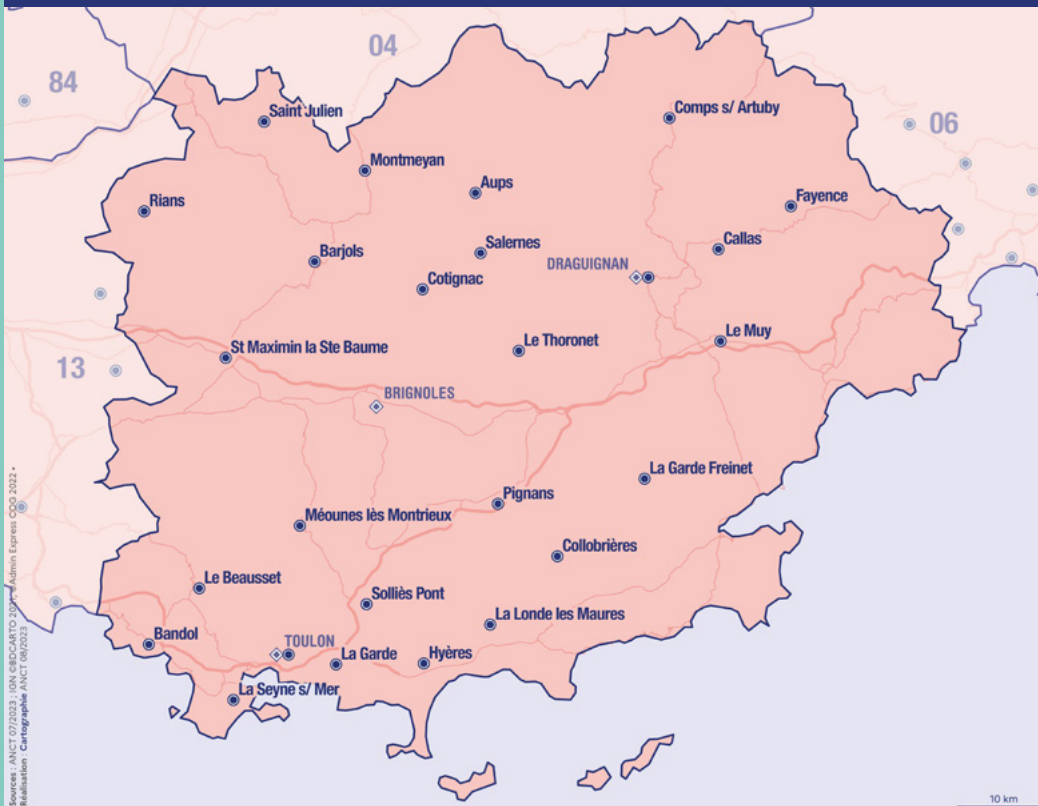 04
84
Saint Julien
Comps s/ Artuby
06
Montmeyan
Aups
Rians
Fayence
Callas
Salernes
Barjols
DRAGUIGNAN
Cotignac
Le Muy
Le Thoronet
St Maximin la Ste Baume
13
BRIGNOLES
La Garde Freinet
Pignans
Méounes lès Montrieux
Collobrières
Le Beausset
Solliès Pont
La Londe les Maures
Bandol
TOULON
La Garde
Hyères
La Seyne s/ Mer
10 km
Sources : ANCT 07/2023 ; IGN ©BDCARTO 2021, ©Admin Express COG 2022 •
Réalisation : Cartographie ANCT 08/2023